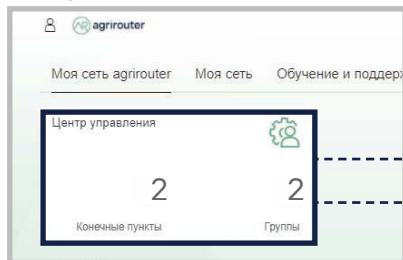 agrirouter
Моя сеть agrirouter Моя сеть Обучение и поддер
Центр управления
2 2
Конечные пункты Группы